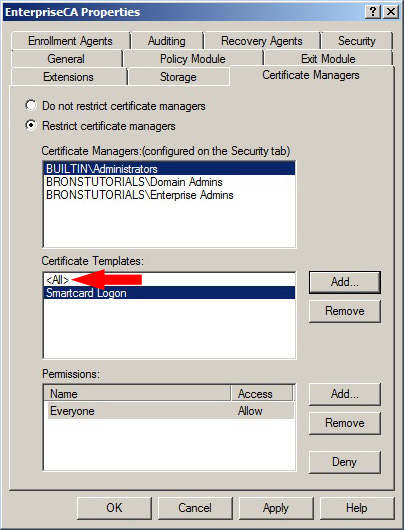 EnterpriseCA Properties
Enrollment Agents Auditing Recovery Agents Security
General Policy Module Exit Module
Extensions Storage Certificate Managers
Do not restrict certificate managers
Restrict certificate managers
Certificate Managers:(configured on the Security tab)
BUILTIN\Administrators
BRONSTUTORIALS\Domain Admins
BRONSTUTORIALS\Enterprise Admins
Certificate Templates:
<All>
Add...
Smartcard Logon
Remove
Permissions:
Name Access
Add...
Everyone Allow
Remove
Deny
OK Cancel Apply Help